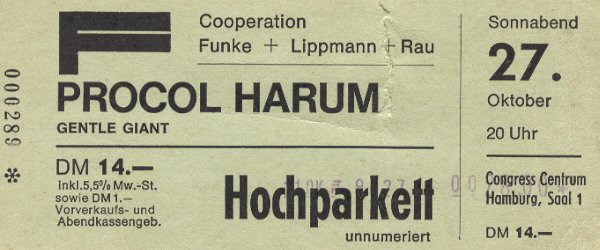 Cooperation
Funke + Lippmann + Rau
PROCOL HARUM
GENTLE GIANT
000289 *
DM 14.—
inkl. 5,5% Mw.-St.
sowie DM 1.—
Vorverkaufs- und
Abendkassengeb.
Hochparkett
unnumeriert
Sonnabend
27.
Oktober
20 Uhr
Congress Centrum
Hamburg, Saal 1
DM 14.—